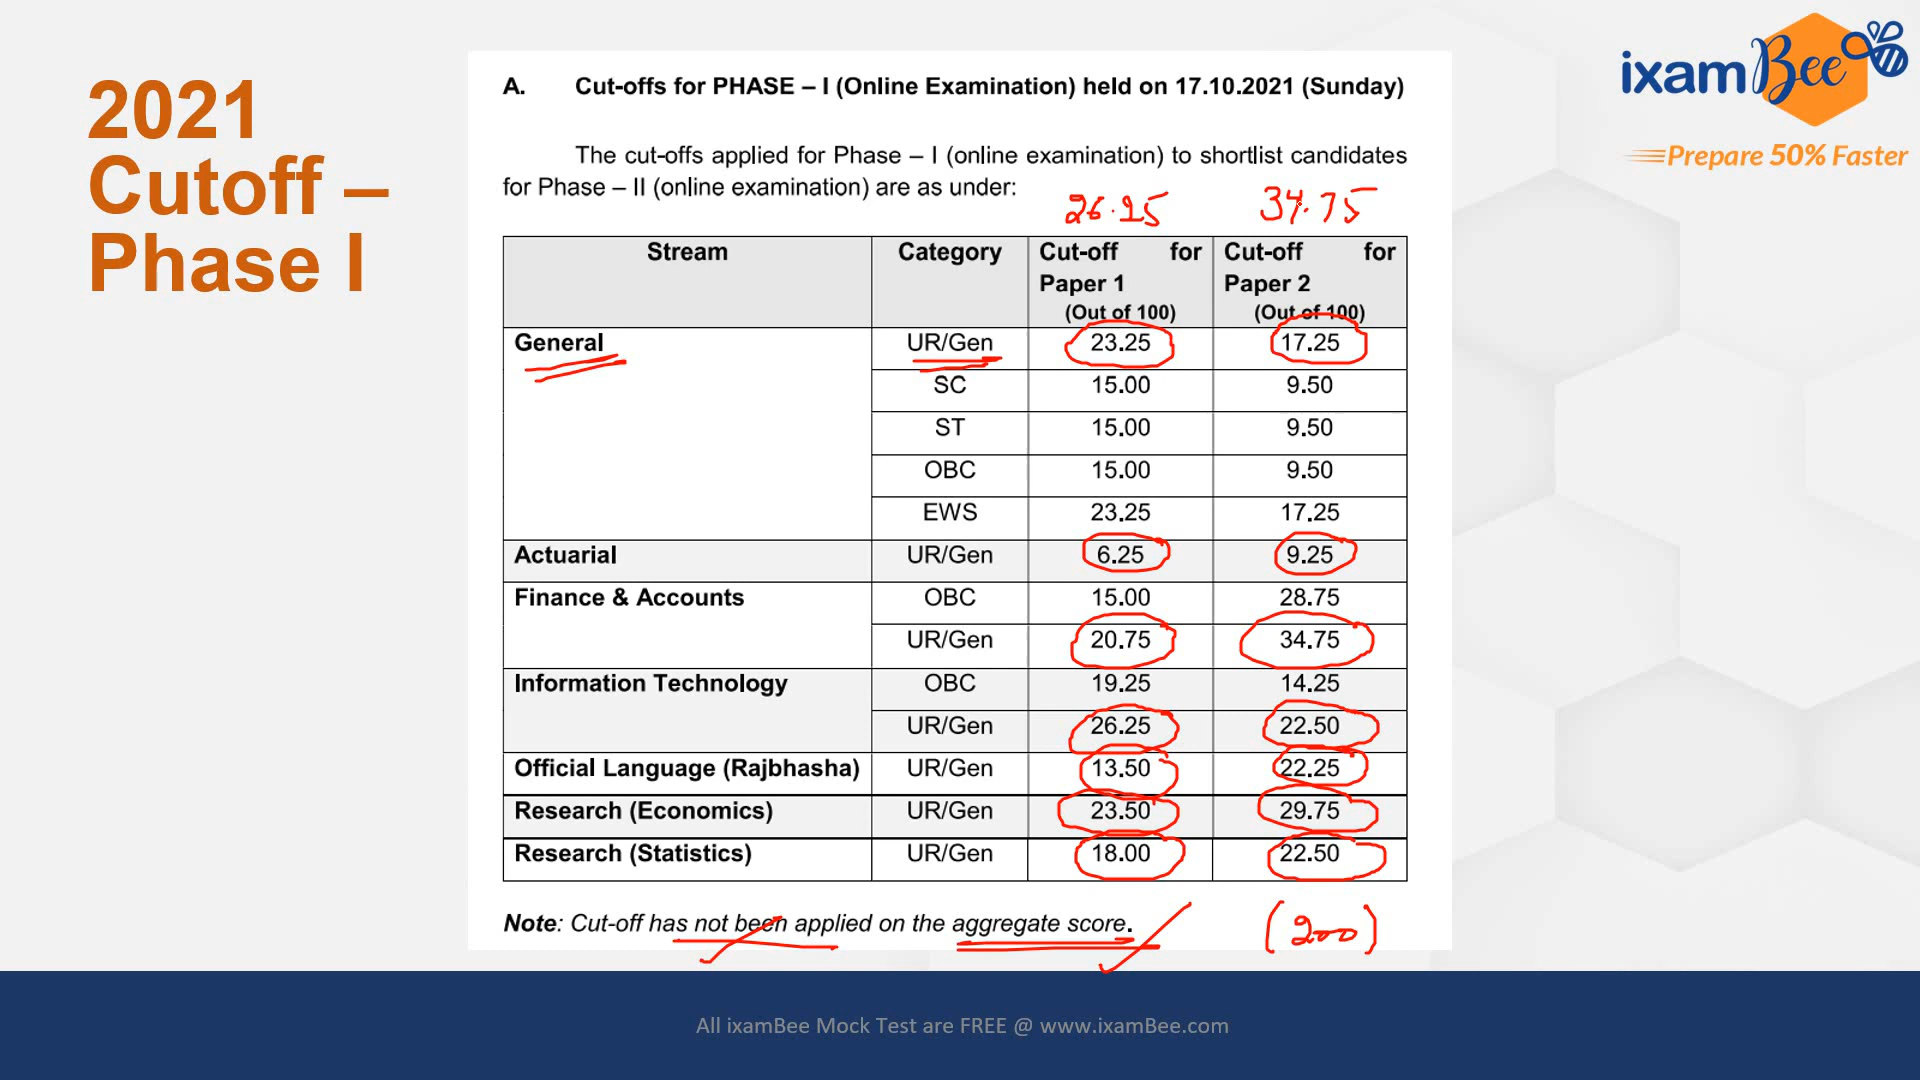 2021
Cutoff –
Phase I
ixamBee
Prepare 50% Faster
A. Cut-offs for PHASE – I (Online Examination) held on 17.10.2021 (Sunday)
The cut-offs applied for Phase – I (online examination) to shortlist candidates
for Phase – II (online examination) are as under:
26.25 34.75
Stream Category Cut-off for Paper 1 (Out of 100) Cut-off for Paper 2 (Out of 100)
General UR/Gen 23.25 17.25
SC 15.00 9.50
ST 15.00 9.50
OBC 15.00 9.50
EWS 23.25 17.25
Actuarial UR/Gen 6.25 9.25
Finance & Accounts OBC 15.00 28.75
UR/Gen 20.75 34.75
Information Technology OBC 19.25 14.25
UR/Gen 26.25 22.50
Official Language (Rajbhasha) UR/Gen 13.50 22.25
Research (Economics) UR/Gen 23.50 29.75
Research (Statistics) UR/Gen 18.00 22.50
Note: Cut-off has not been applied on the aggregate score.
(200)
All ixamBee Mock Test are FREE @ www.ixamBee.com